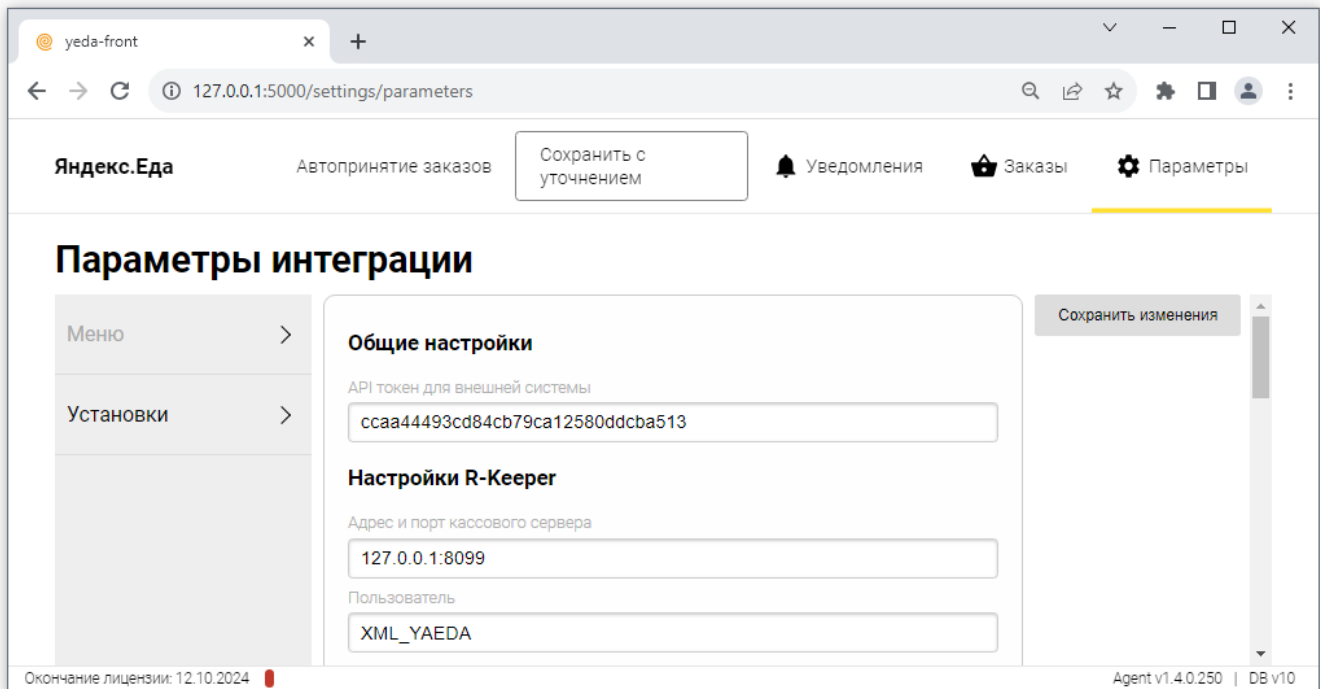 yeda-front
127.0.0.1:5000/settings/parameters
Яндекс.Еда
Автопринятие заказов
Сохранить с
уточнением
Уведомления
Заказы
Параметры
Параметры интеграции
Меню
Установки
Общие настройки
API токен для внешней системы
ccaa44493cd84cb79ca12580ddcba513
Настройки R-Keeper
Адрес и порт кассового сервера
127.0.0.1:8099
Пользователь
XML_YAEDA
Сохранить изменения
Окончание лицензии: 12.10.2024
Agent v1.4.0.250 | DB v10